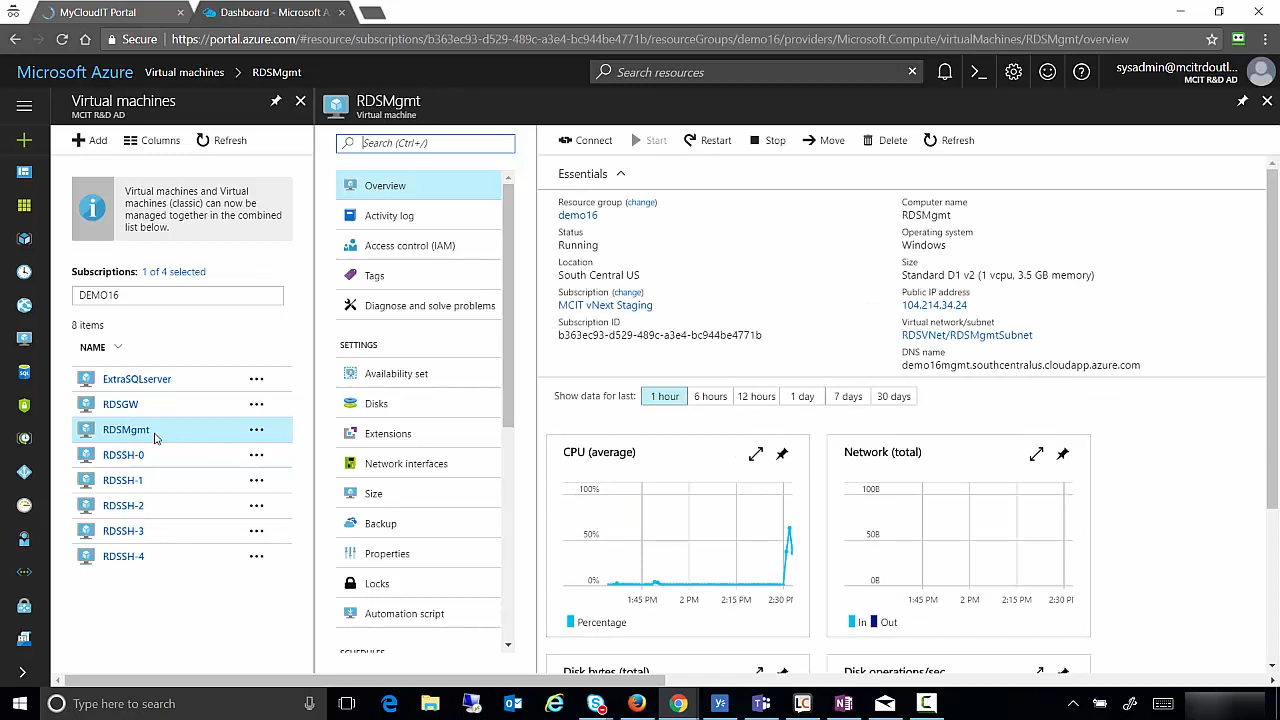 MyCloudIT Portal
Dashboard - Microsoft A
Secure
https://portal.azure.com/#resource/subscriptions/b363ec93-d529-489c-a3e4-bc944be4771b/resourceGroups/demo16/providers/Microsoft.Compute/virtualMachines/RDSMgmt/overview
Microsoft Azure Virtual machines > RDSMgmt
Search resources
sysadmin@mcitrdoutl...
MCIT R&D AD
Virtual machines
MCIT R&D AD
Add
Columns
Refresh
Virtual machines and Virtual
machines (classic) can now be
managed together in the combined
list below.
Subscriptions: 1 of 4 selected
DEMO16
8 items
NAME
ExtraSQLserver
RDSGW
RDSMgmt
RDSSH-0
RDSSH-1
RDSSH-2
RDSSH-3
RDSSH-4
RDSMgmt
Virtual machine
Search (Ctrl+/)
Overview
Activity log
Access control (IAM)
Tags
Diagnose and solve problems
SETTINGS
Availability set
Disks
Extensions
Network interfaces
Size
Backup
Properties
Locks
Automation script
SCHEDULES
Connect
Start
Restart
Stop
Move
Delete
Refresh
Essentials
Resource group (change)
demo16
Status
Running
Location
South Central US
Subscription (change)
MCIT vNext Staging
Subscription ID
b363ec93-d529-489c-a3e4-bc944be4771b
Computer name
RDSMgmt
Operating system
Windows
Size
Standard D1 v2 (1 vcpu, 3.5 GB memory)
Public IP address
104.214.34.24
Virtual network/subnet
RDSVNet/RDSMgmtSubnet
DNS name
demo16mgmt.southcentralus.cloudapp.azure.com
Show data for last: 1 hour 6 hours 12 hours 1 day 7 days 30 days
CPU (average)
100%
50%
0%
1:45 PM 2 PM 2:15 PM 2:30 PM
Percentage
Network (total)
100B
50B
0B
1:45 PM 2 PM 2:15 PM 2:30 PM
In Out
Disk bytes (total)
Disk operations/sec
Type here to search